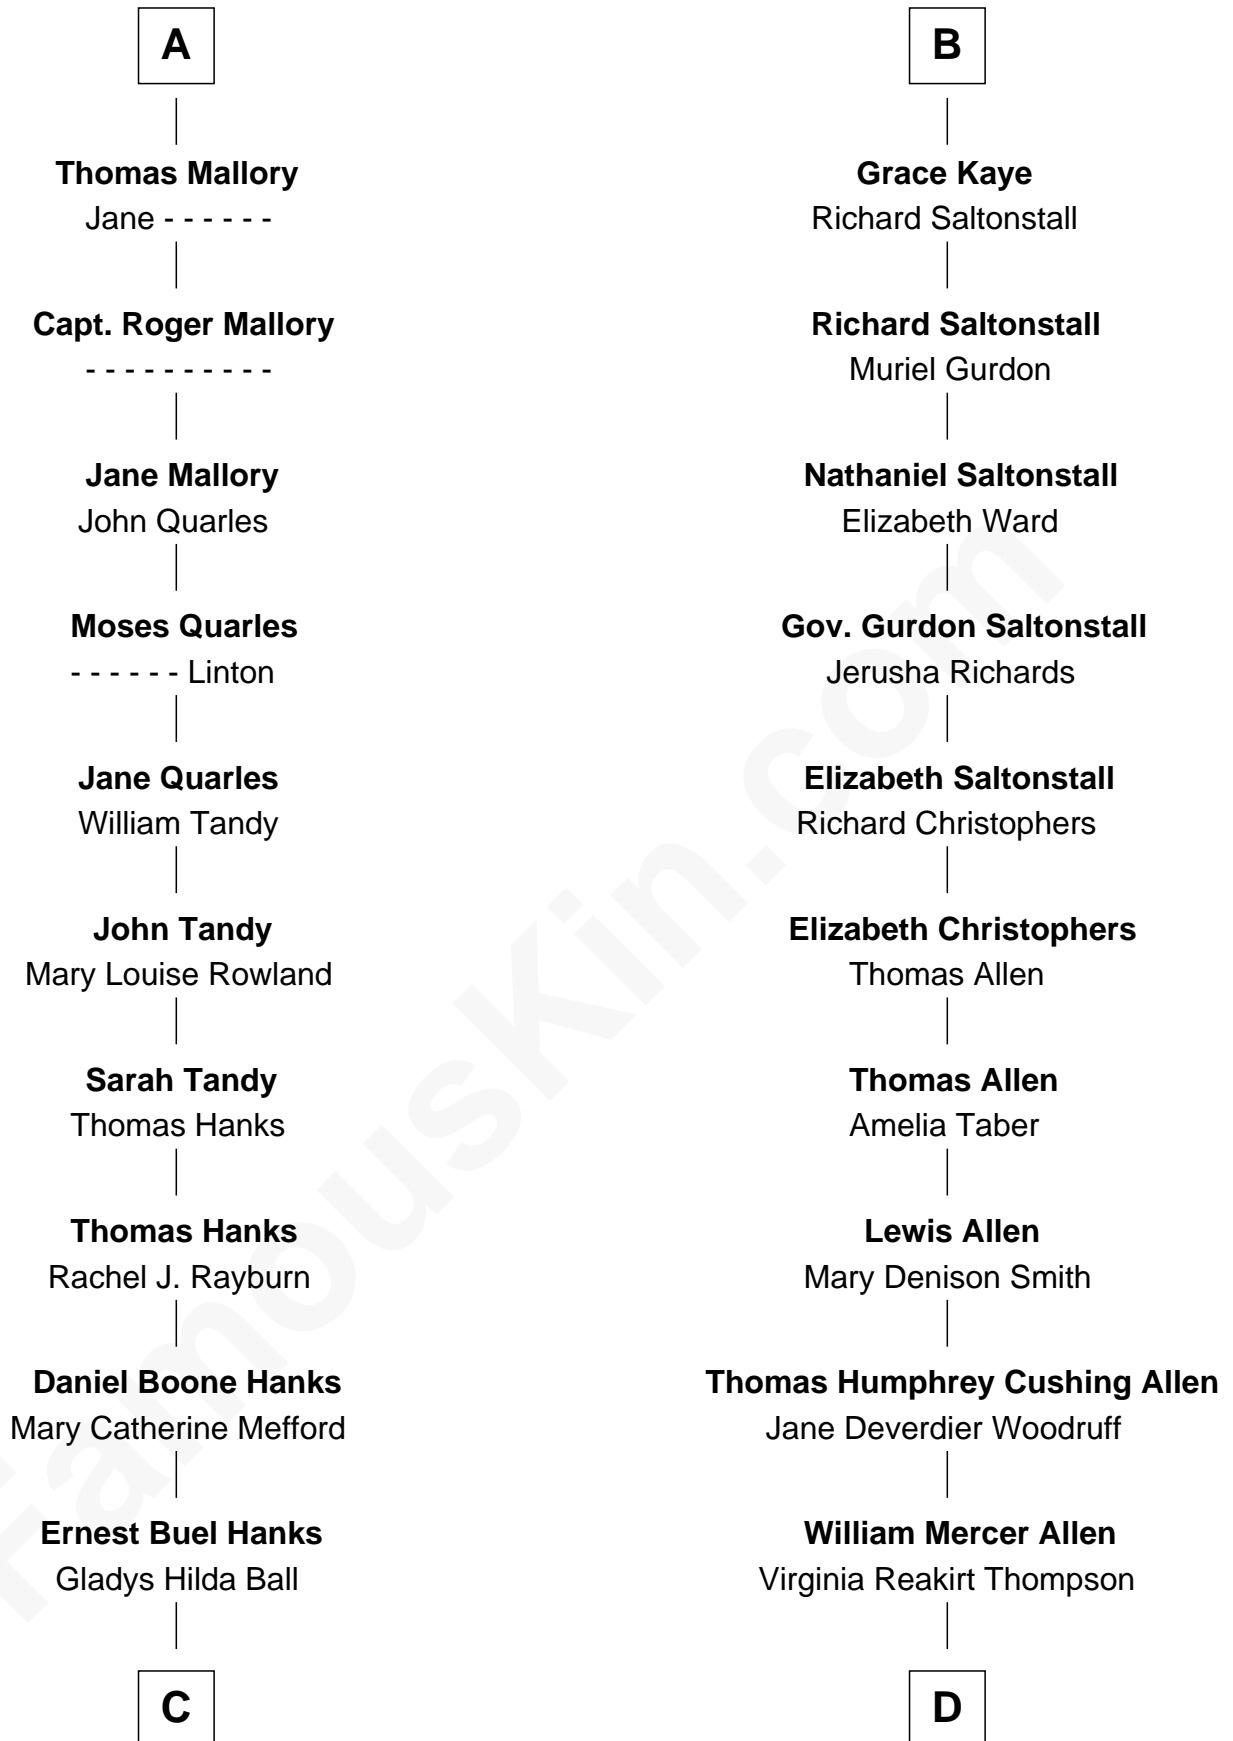 A
Thomas Mallory
Jane - - - - - -
Capt. Roger Mallory
- - - - - - - - - -
Jane Mallory
John Quarles
Moses Quarles
- - - - - - Linton
Jane Quarles
William Tandy
John Tandy
Mary Louise Rowland
Sarah Tandy
Thomas Hanks
Thomas Hanks
Rachel J. Rayburn
Daniel Boone Hanks
Mary Catherine Mefford
Ernest Buel Hanks
Gladys Hilda Ball
C
B
Grace Kaye
Richard Saltonstall
Richard Saltonstall
Muriel Gurdon
Nathaniel Saltonstall
Elizabeth Ward
Gov. Gurdon Saltonstall
Jerusha Richards
Elizabeth Saltonstall
Richard Christophers
Elizabeth Christophers
Thomas Allen
Thomas Allen
Amelia Taber
Lewis Allen
Mary Denison Smith
Thomas Humphrey Cushing Allen
Jane Deverdier Woodruff
William Mercer Allen
Virginia Reakirt Thompson
D
FamousKin.com